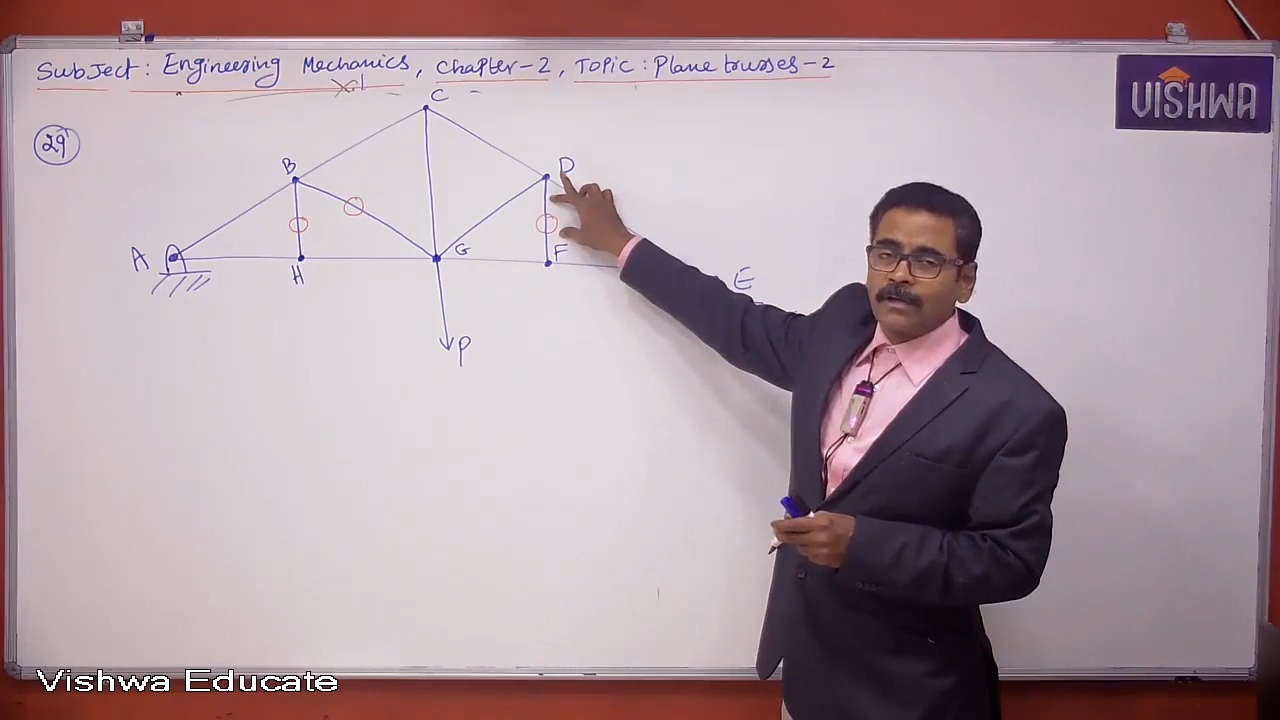 Subject: Engineering Mechanics, Chapter-2, Topic: Plane trusses-2
VISHWA
29
C
B
D
A
H
G
F
E
P
Vishwa Educate